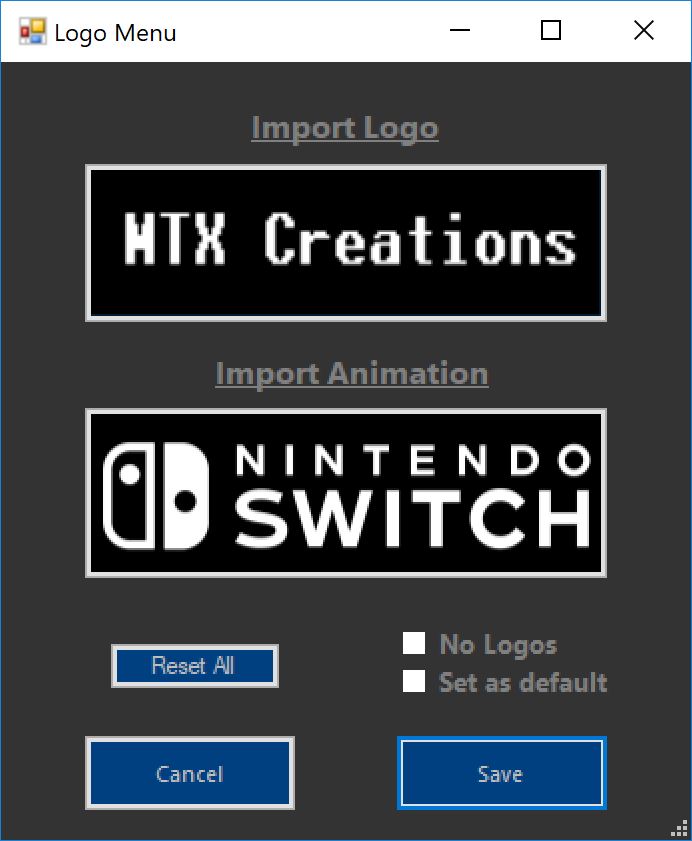 Logo Menu
Import Logo
MTX Creations
Import Animation
NINTENDO
SWITCH
Reset All
No Logos
Set as default
Cancel
Save